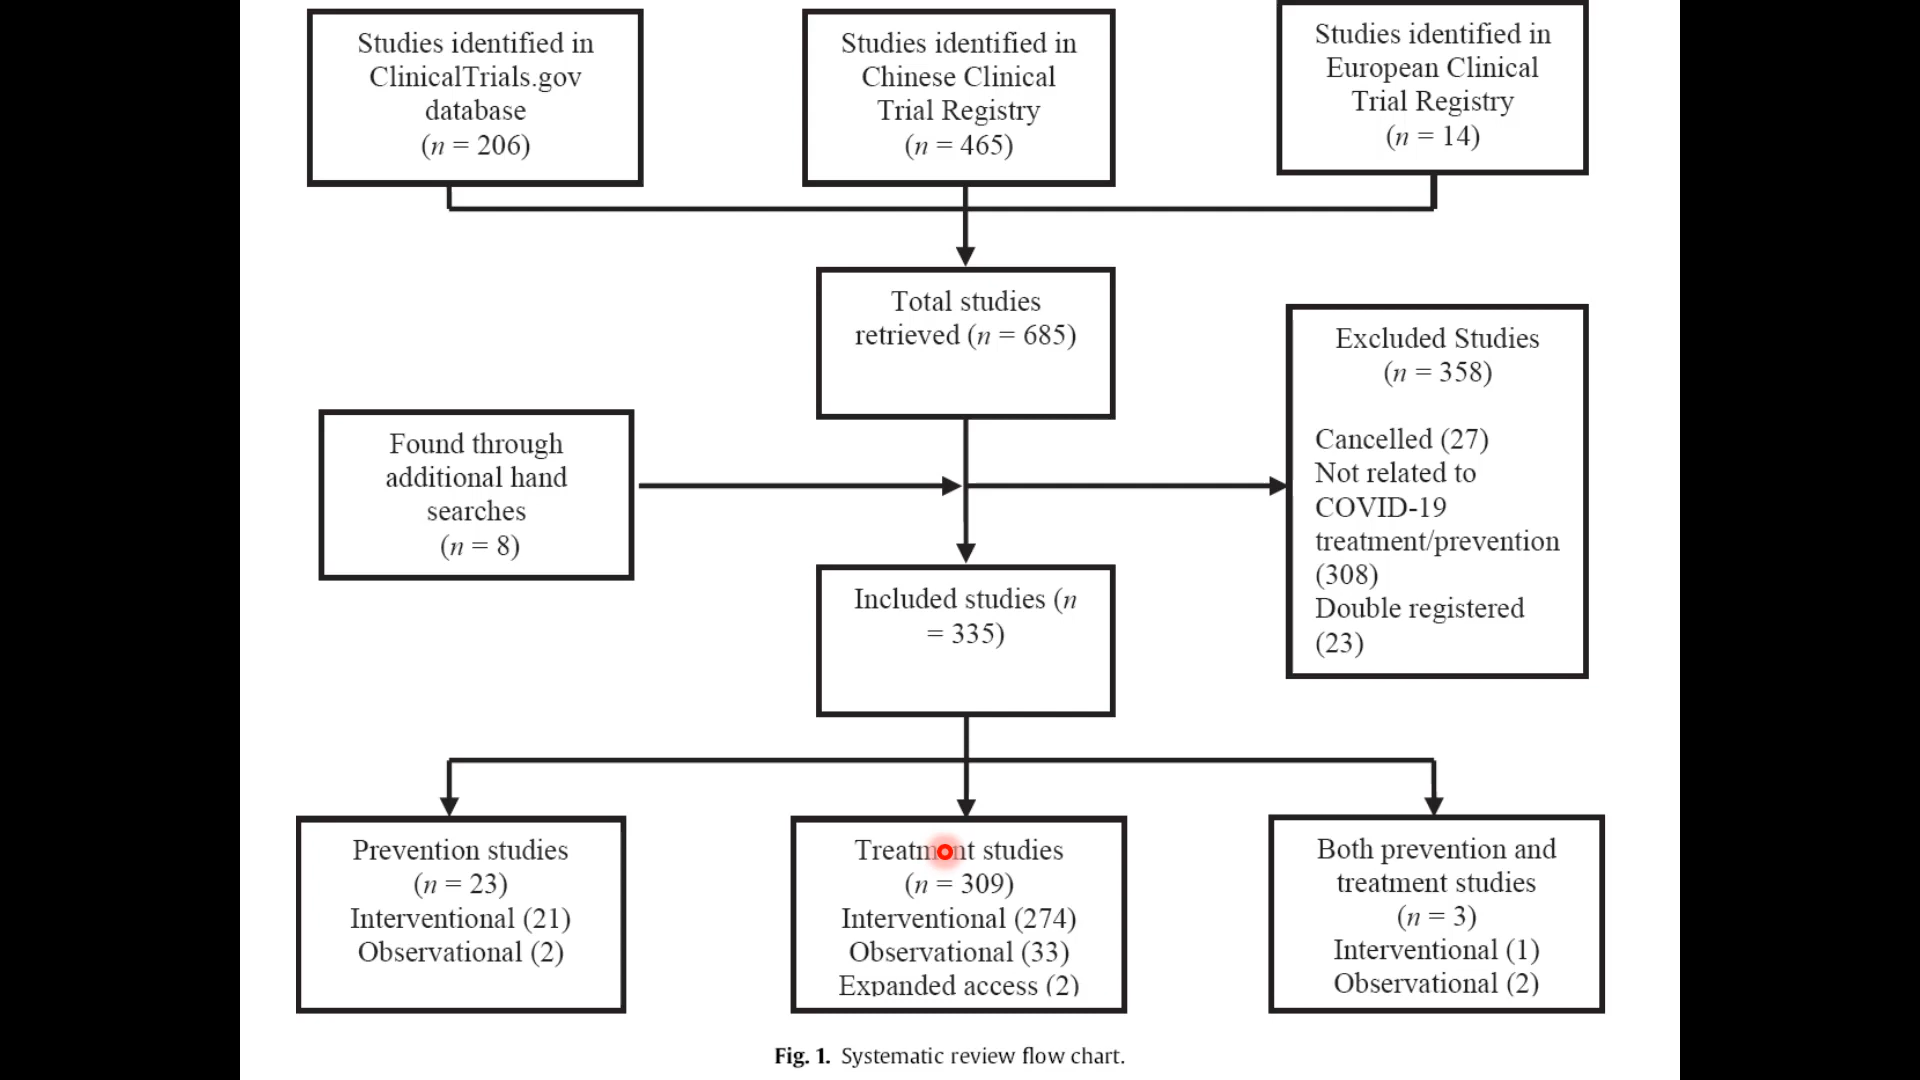 Studies identified in
ClinicalTrials.gov
database
(n = 206)
Studies identified in
Chinese Clinical
Trial Registry
(n = 465)
Studies identified in
European Clinical
Trial Registry
(n = 14)
Total studies
retrieved (n = 685)
Found through
additional hand
searches
(n = 8)
Excluded Studies
(n = 358)
Cancelled (27)
Not related to
COVID-19
treatment/prevention
(308)
Double registered
(23)
Included studies (n
= 335)
Prevention studies
(n = 23)
Interventional (21)
Observational (2)
Treatment studies
(n = 309)
Interventional (274)
Observational (33)
Expanded access (2)
Both prevention and
treatment studies
(n = 3)
Interventional (1)
Observational (2)
Fig. 1. Systematic review flow chart.